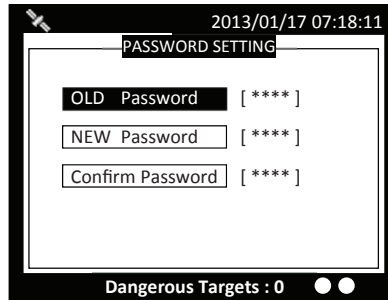 2013/01/17 07:18:11
PASSWORD SETTING
OLD Password [ **** ]
NEW Password [ **** ]
Confirm Password [ **** ]
Dangerous Targets : 0